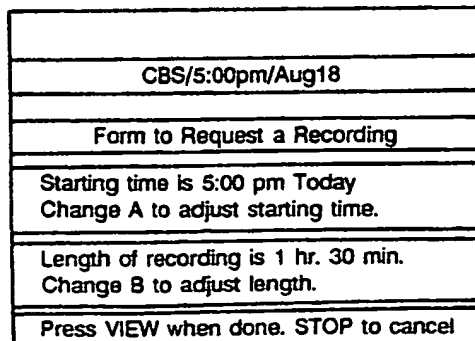 CBS/5:00pm/Aug18
Form to Request a Recording
Starting time is 5:00 pm Today
Change A to adjust starting time.
Length of recording is 1 hr. 30 min.
Change B to adjust length.
Press VIEW when done. STOP to cancel